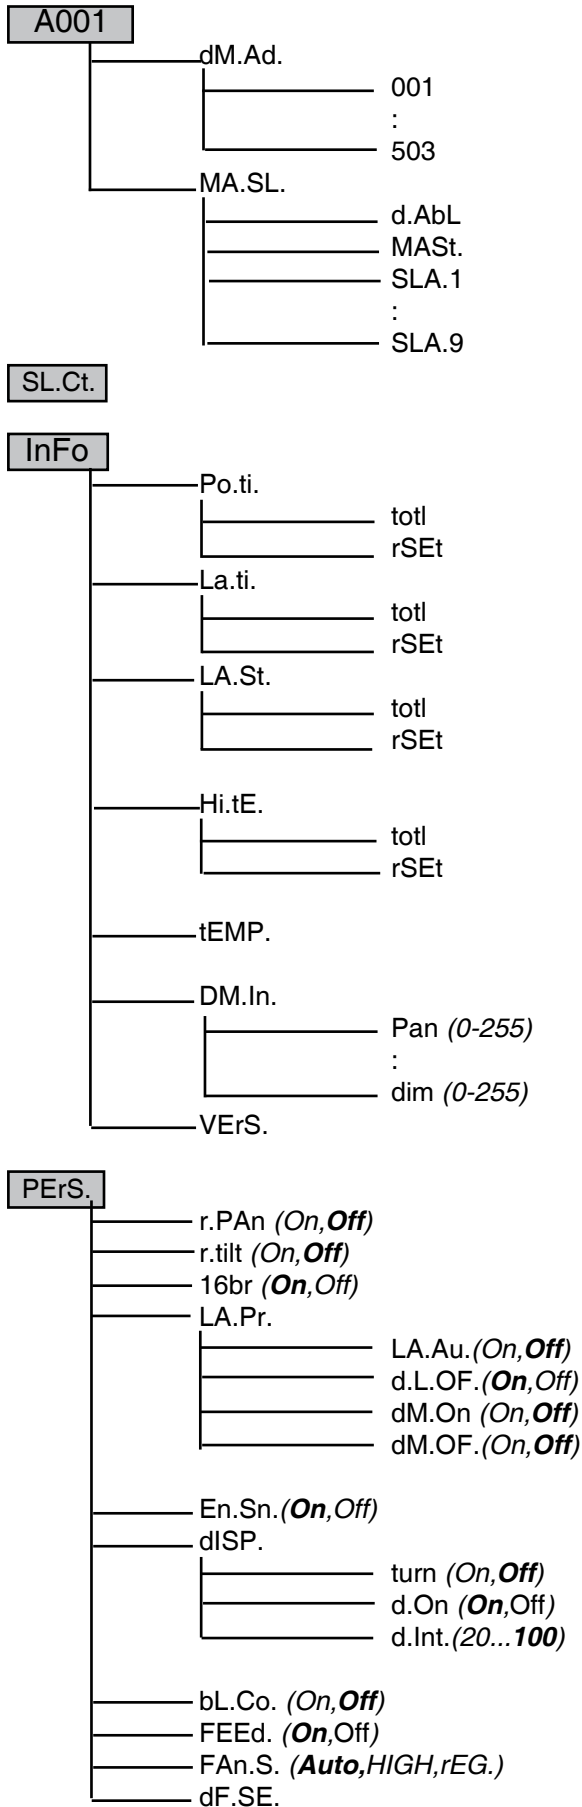 A001
dM.Ad.
001
:
503
MA.SL.
d.AbL
MASt.
SLA.1
:
SLA.9
SL.Ct.
InFo
Po.ti.
totl
rSEt
La.ti.
totl
rSEt
LA.St.
totl
rSEt
Hi.tE.
totl
rSEt
tEMP.
DM.In.
Pan (0-255)
:
dim (0-255)
VErS.
PErS.
r.PAn (On,Off)
r.tilt (On,Off)
16br (On,Off)
LA.Pr.
LA.Au.(On,Off)
d.L.OF.(On,Off)
dM.On (On,Off)
dM.OF.(On,Off)
En.Sn.(On,Off)
dISP.
turn (On,Off)
d.On (On,Off)
d.Int.(20...100)
bL.Co. (On,Off)
FEEd. (On,Off)
FAn.S. (Auto,HIGH,rEG.)
dF.SE.